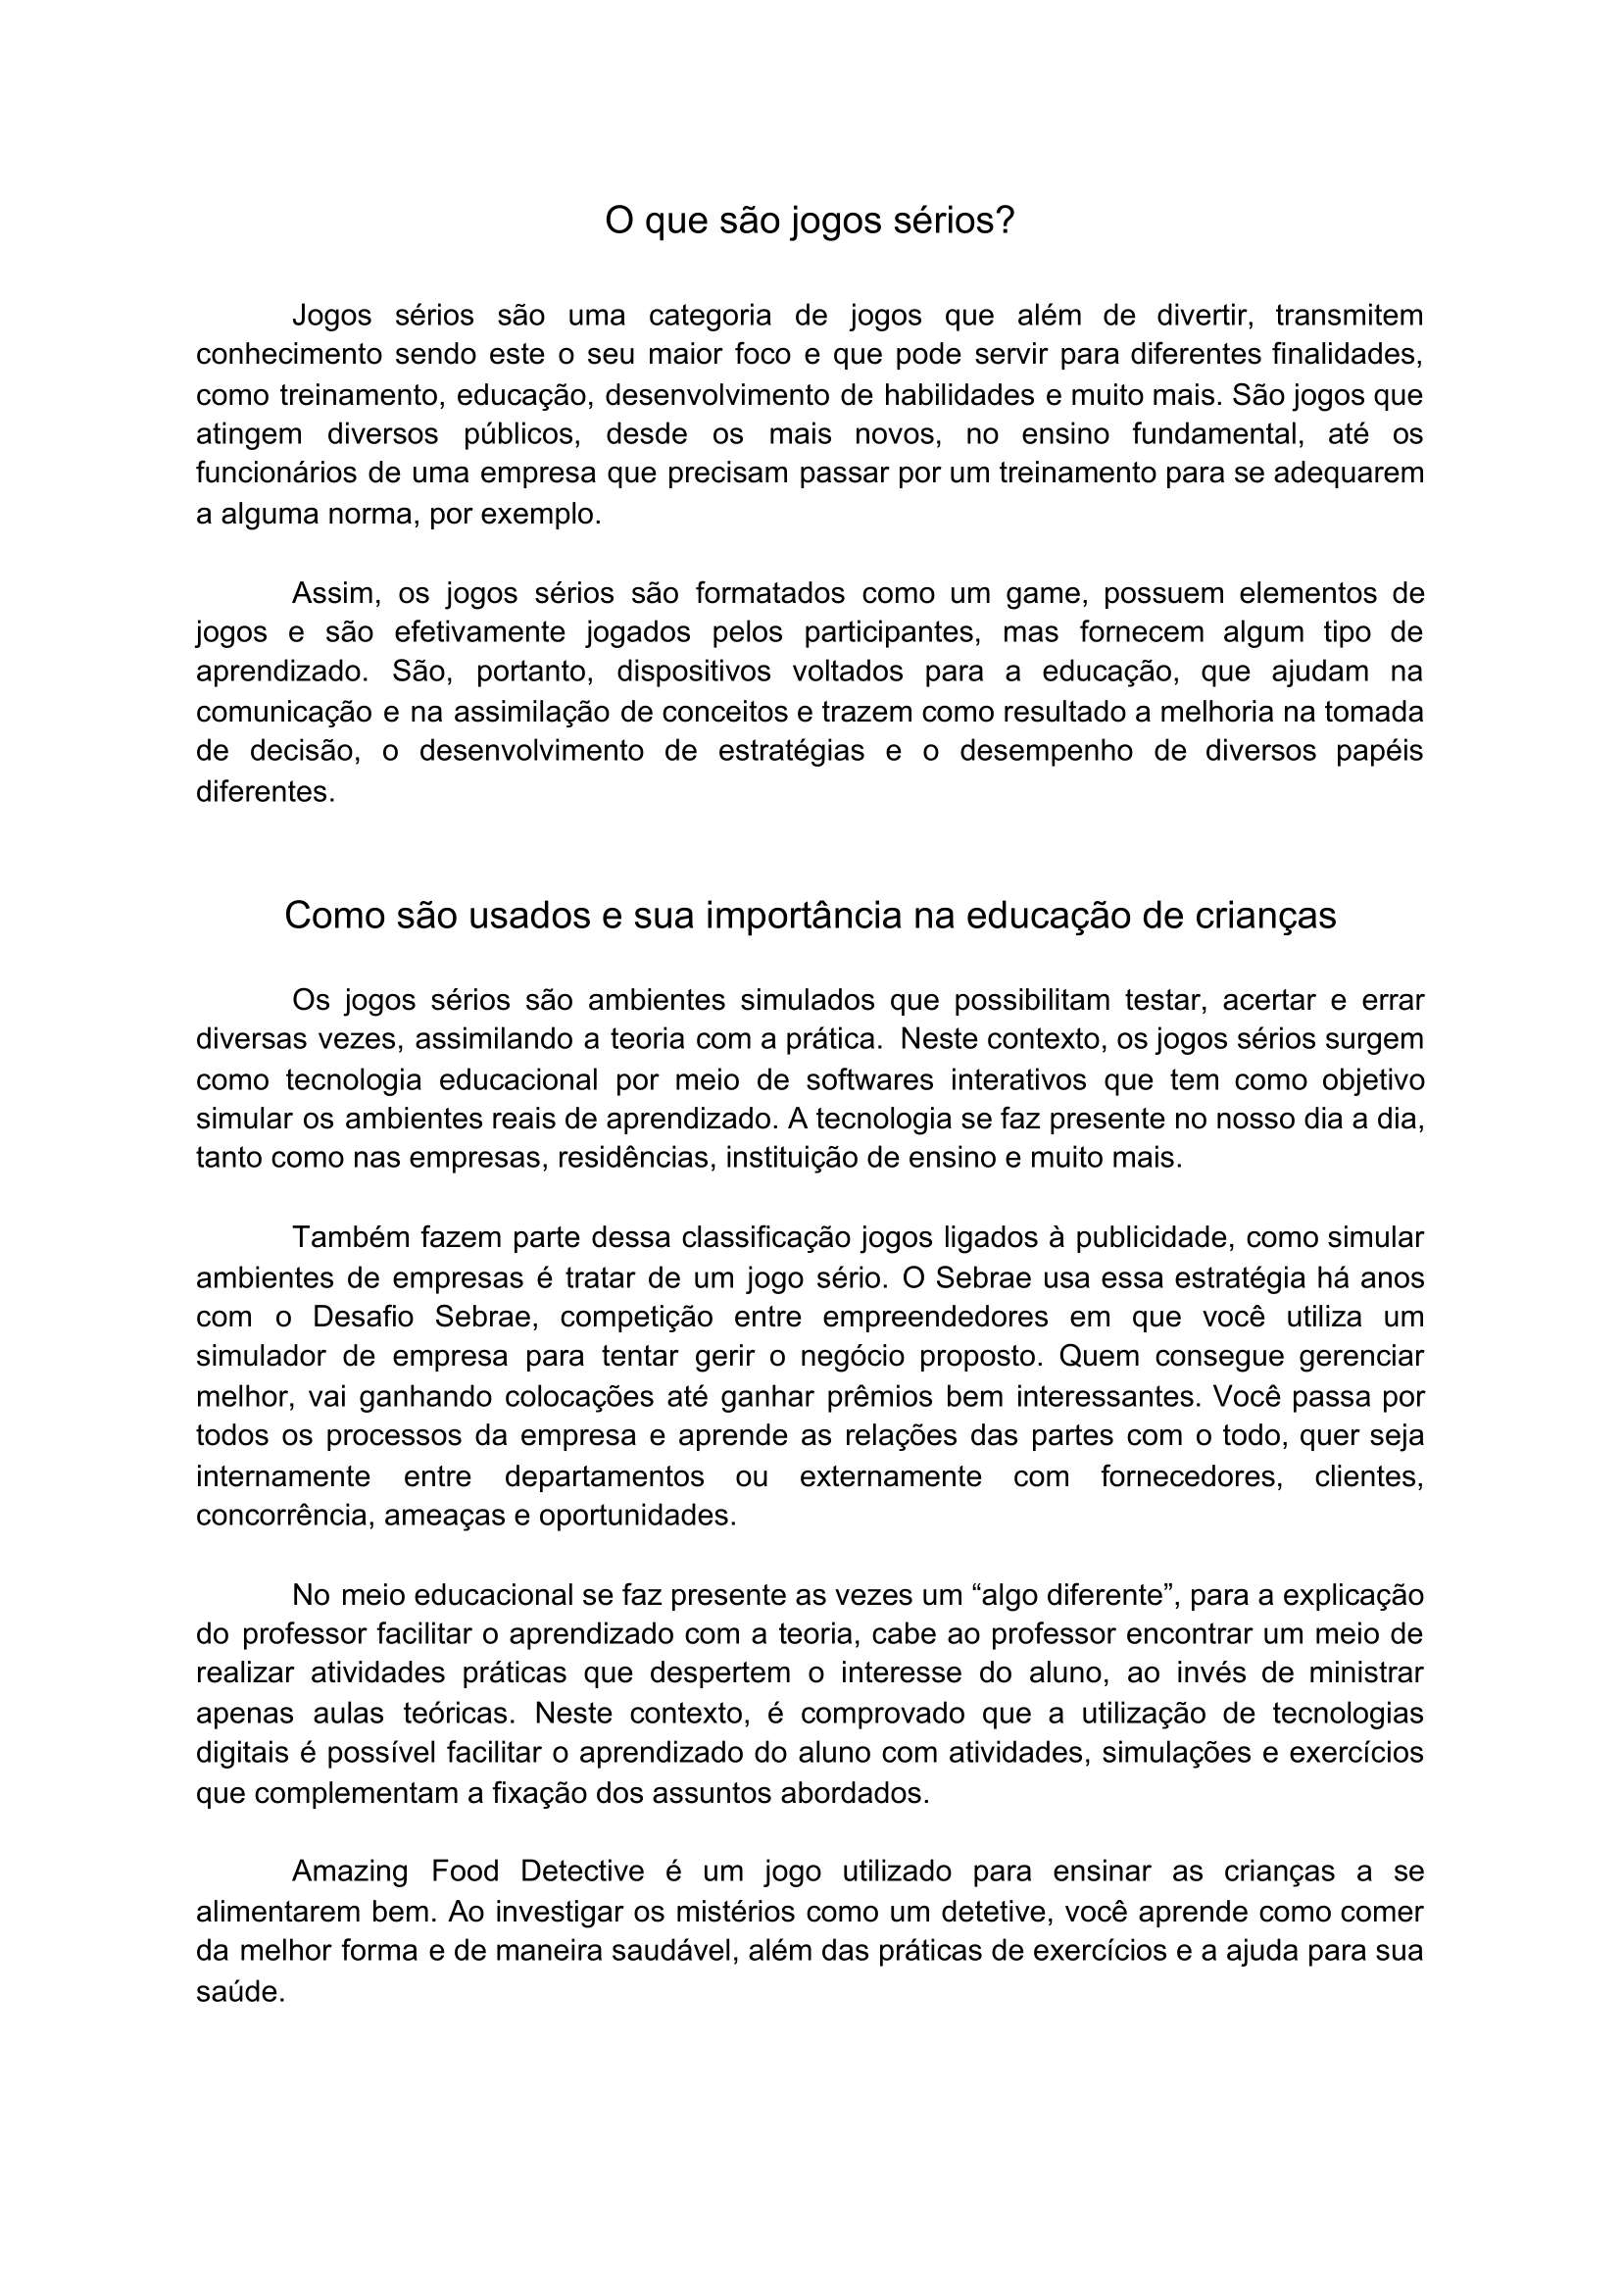 O que são jogos sérios?
Jogos sérios são uma categoria de jogos que além de divertir, transmitem
conhecimento sendo este o seu maior foco e que pode servir para diferentes finalidades,
como treinamento, educação, desenvolvimento de habilidades e muito mais. São jogos que
atingem diversos públicos, desde os mais novos, no ensino fundamental, até os
funcionários de uma empresa que precisam passar por um treinamento para se adequarem
a alguma norma, por exemplo.
Assim, os jogos sérios são formatados como um game, possuem elementos de
jogos e são efetivamente jogados pelos participantes, mas fornecem algum tipo de
aprendizado. São, portanto, dispositivos voltados para a educação, que ajudam na
comunicação e na assimilação de conceitos e trazem como resultado a melhoria na tomada
de decisão, o desenvolvimento de estratégias e o desempenho de diversos papéis
diferentes.
Como são usados e sua importância na educação de crianças
Os jogos sérios são ambientes simulados que possibilitam testar, acertar e errar
diversas vezes, assimilando a teoria com a prática. Neste contexto, os jogos sérios surgem
como tecnologia educacional por meio de softwares interativos que tem como objetivo
simular os ambientes reais de aprendizado. A tecnologia se faz presente no nosso dia a dia,
tanto como nas empresas, residências, instituição de ensino e muito mais.
Também fazem parte dessa classificação jogos ligados à publicidade, como simular
ambientes de empresas é tratar de um jogo sério. O Sebrae usa essa estratégia há anos
com o Desafio Sebrae, competição entre empreendedores em que você utiliza um
simulador de empresa para tentar gerir o negócio proposto. Quem consegue gerenciar
melhor, vai ganhando colocações até ganhar prêmios bem interessantes. Você passa por
todos os processos da empresa e aprende as relações das partes com o todo, quer seja
internamente entre departamentos ou externamente com fornecedores, clientes,
concorrência, ameaças e oportunidades.
No meio educacional se faz presente as vezes um “algo diferente”, para a explicação
do professor facilitar o aprendizado com a teoria, cabe ao professor encontrar um meio de
realizar atividades práticas que despertem o interesse do aluno, ao invés de ministrar
apenas aulas teóricas. Neste contexto, é comprovado que a utilização de tecnologias
digitais é possível facilitar o aprendizado do aluno com atividades, simulações e exercícios
que complementam a fixação dos assuntos abordados.
Amazing Food Detective é um jogo utilizado para ensinar as crianças a se
alimentarem bem. Ao investigar os mistérios como um detetive, você aprende como comer
da melhor forma e de maneira saudável, além das práticas de exercícios e a ajuda para sua
saúde.